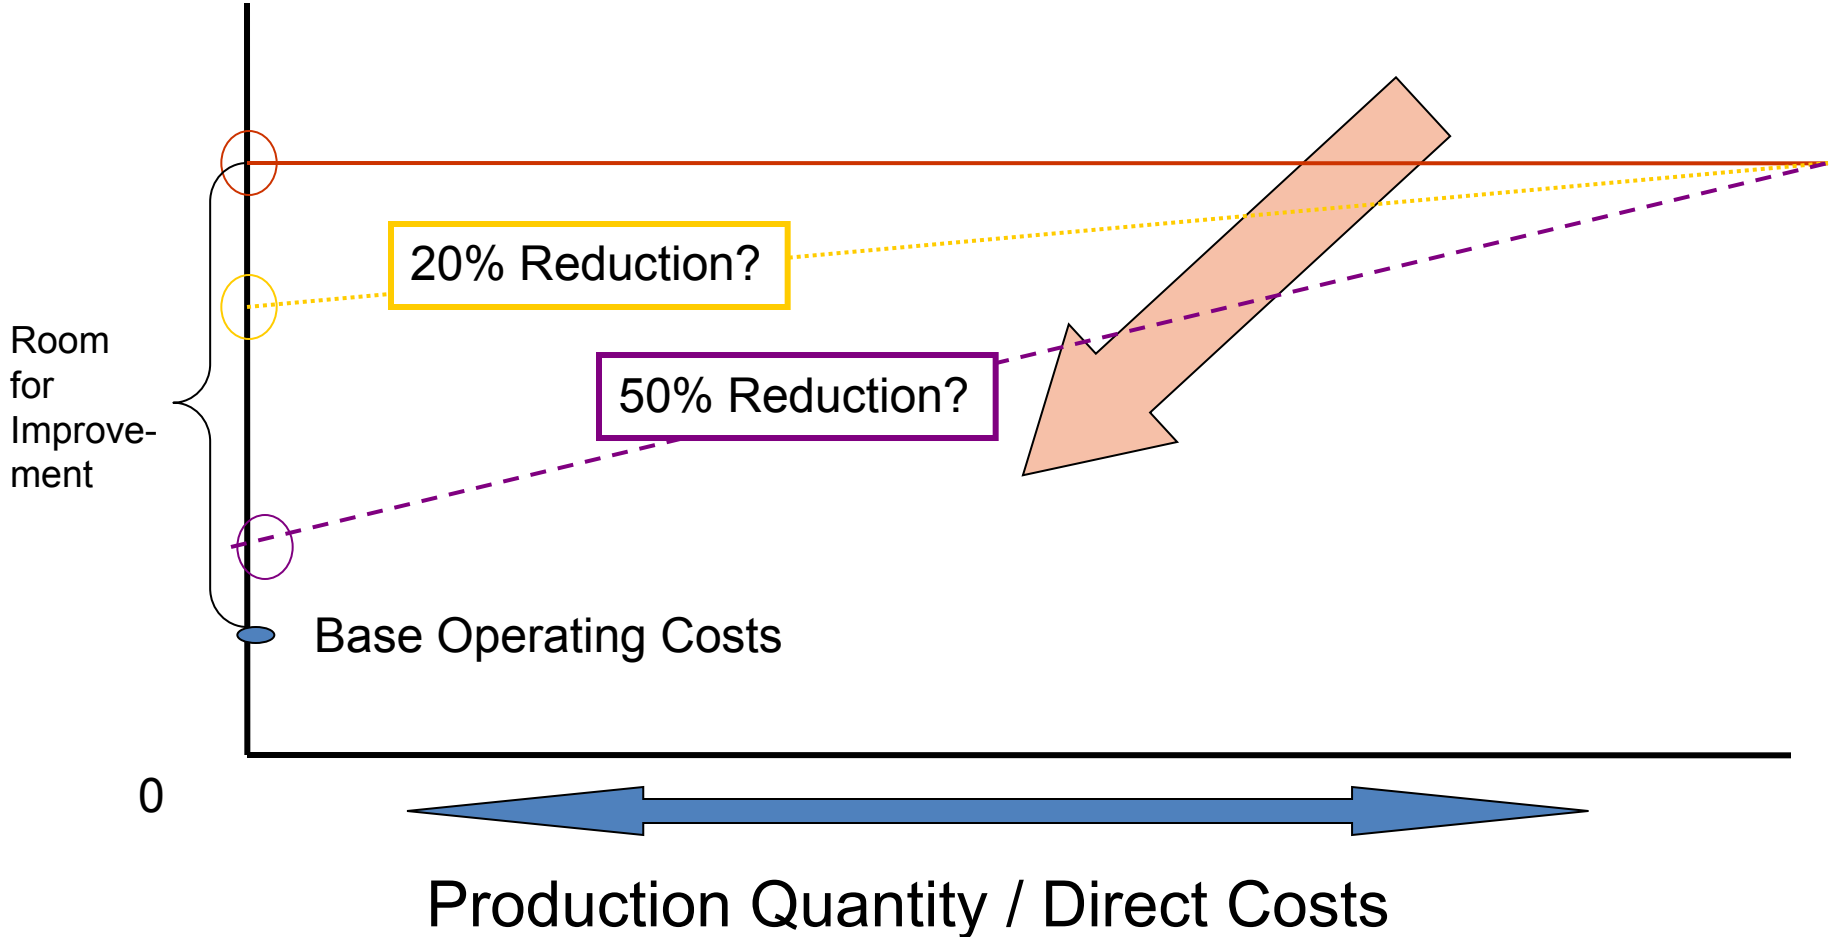 20% Reduction?
Room
for
Improve-
ment
50% Reduction?
Base Operating Costs
0
Production Quantity / Direct Costs